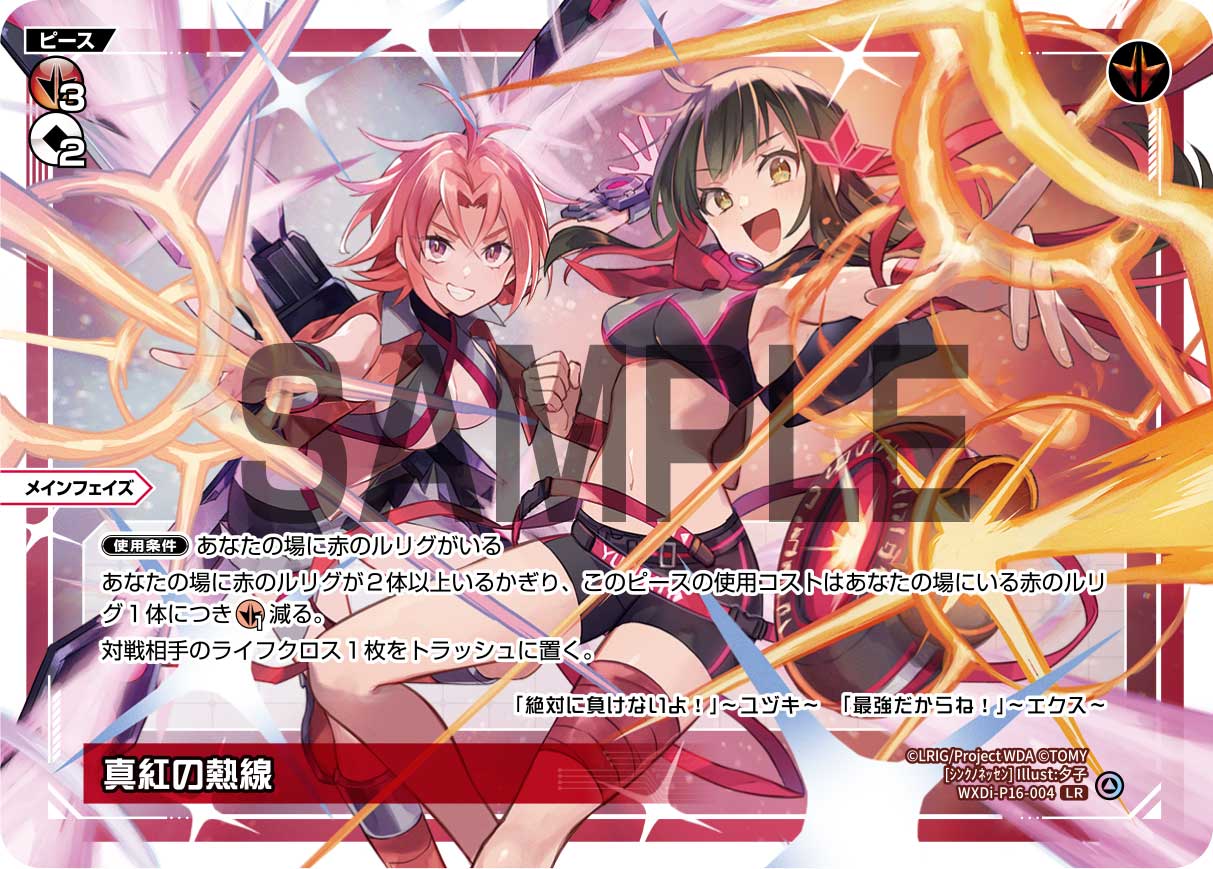 ピース
3
2
SAMPLE
メインフェイズ
使用条件 あなたの場に赤のルリグがいる
あなたの場に赤のルリグが2体以上いるかぎり、このピースの使用コストはあなたの場にいる赤のルリ
グ1体につき 1 減る。
対戦相手のライフクロス1枚をトラッシュに置く。
「絶対に負けないよ！」～ユヅキ～ 「最強だからね！」～エクス～
真紅の熱線
©LRIG/Project WDA ©TOMY
[ｼﾝｸﾉﾈｯｾﾝ] Illust:夕子
WXDi-P16-004 LR